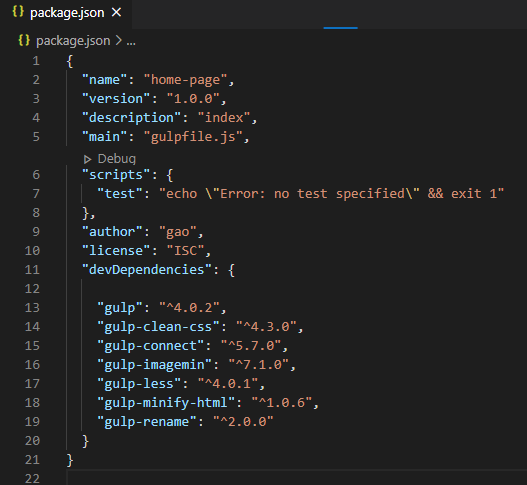 {} package.json ×
{} package.json > ...
1 {
2 "name": "home-page",
3 "version": "1.0.0",
4 "description": "index",
5 "main": "gulpfile.js",
▷ Debug
6 "scripts": {
7 "test": "echo \"Error: no test specified\" && exit 1"
8 },
9 "author": "gao",
10 "license": "ISC",
11 "devDependencies": {
12
13 "gulp": "^4.0.2",
14 "gulp-clean-css": "^4.3.0",
15 "gulp-connect": "^5.7.0",
16 "gulp-imagemin": "^7.1.0",
17 "gulp-less": "^4.0.1",
18 "gulp-minify-html": "^1.0.6",
19 "gulp-rename": "^2.0.0"
20 }
21 }
22